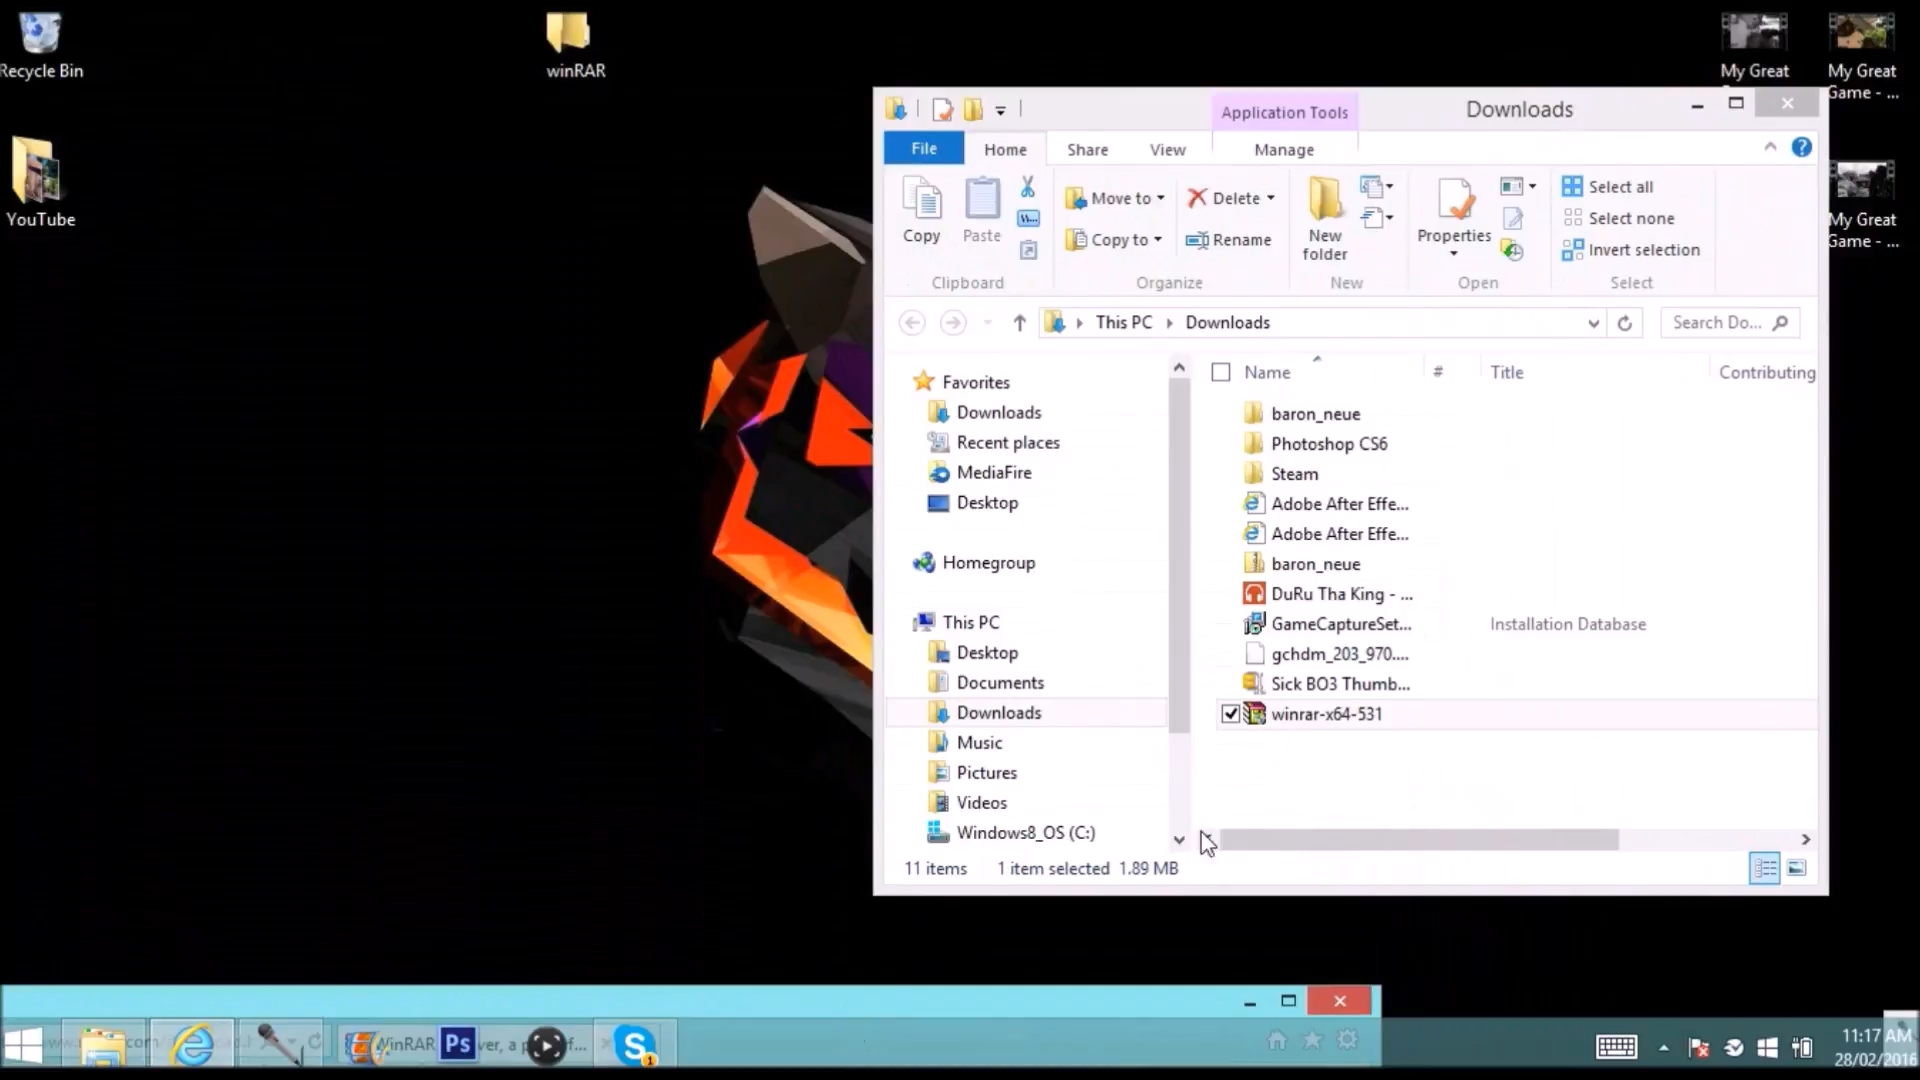 Recycle Bin
winRAR
My Great
My Great
Game - ...
YouTube
My Great
Game - ...
Application Tools
Downloads
File
Home
Share
View
Manage
Copy
Paste
Move to
Copy to
Delete
Rename
New
folder
Properties
Select all
Select none
Invert selection
Clipboard
Organize
New
Open
Select
This PC
Downloads
Search Do...
Favorites
Downloads
Recent places
MediaFire
Desktop
Homegroup
This PC
Desktop
Documents
Downloads
Music
Pictures
Videos
Windows8_OS (C:)
Name
#
Title
Contributing
baron_neue
Photoshop CS6
Steam
Adobe After Effe...
Adobe After Effe...
baron_neue
DuRu Tha King - ...
GameCaptureSet...
Installation Database
gchdm_203_970....
Sick BO3 Thumb...
winrar-x64-531
11 items
1 item selected 1.89 MB
WinRAR
Ps
ver, a p
f...
S
1
11:17 AM
28/02/2016